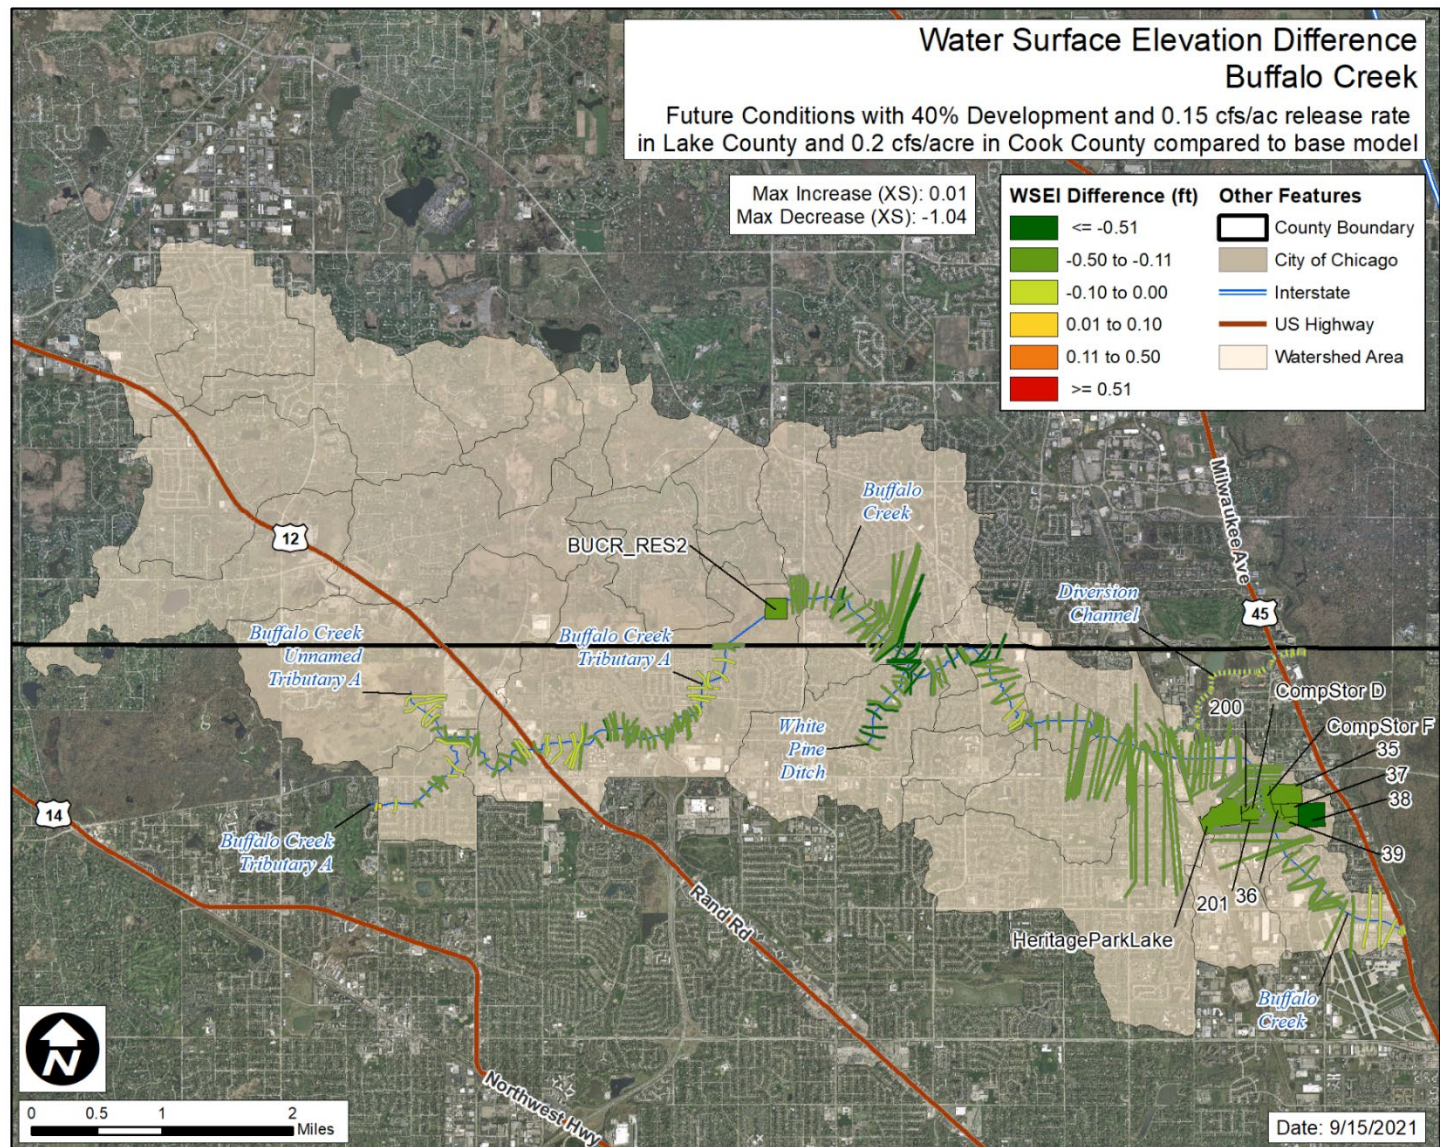 Water Surface Elevation Difference
Buffalo Creek
Future Conditions with 40% Development and 0.15 cfs/ac release rate
in Lake County and 0.2 cfs/acre in Cook County compared to base model
Max Increase (XS): 0.01
Max Decrease (XS): -1.04
WSEl Difference (ft)
<= -0.51
-0.50 to -0.11
-0.10 to 0.00
0.01 to 0.10
0.11 to 0.50
>= 0.51
Other Features
County Boundary
City of Chicago
Interstate
US Highway
Watershed Area
Milwaukee Ave
45
Buffalo
Creek
12
BUCR_RES2
Diversion
Channel
Buffalo Creek
Unnamed
Tributary A
Buffalo Creek
Tributary A
CompStor D
200
CompStor F
35
White
Pine
Ditch
37
38
14
Buffalo Creek
Tributary A
39
Rand Rd
201
36
HeritageParkLake
Buffalo
Creek
N
Northwest Hwy
0 0.5 1 2
Miles
Date: 9/15/2021